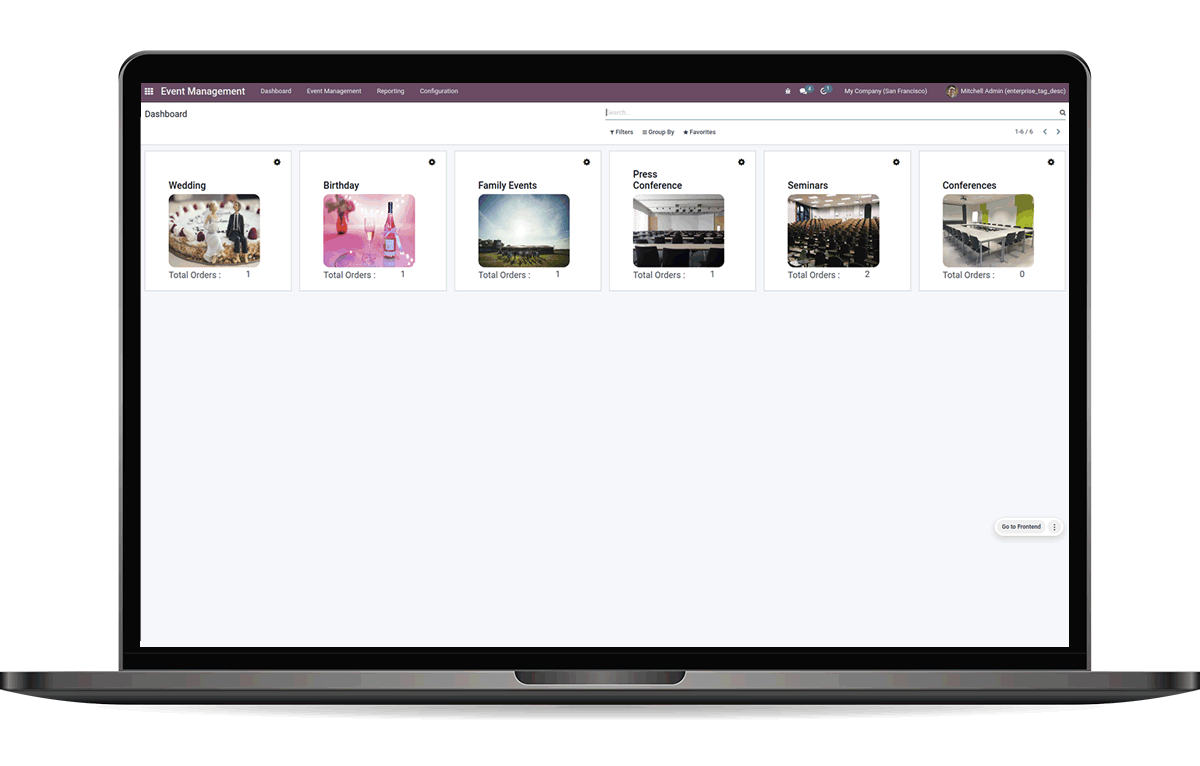 Event Management Dashboard Event Management Reporting Configuration 4 1 My Company (San Francisco) Mitchell Admin (enterprise_tag_desc)
Dashboard Search...
Filters Group By Favorites 1-6 / 6
Wedding
Total Orders : 1
Birthday
Total Orders : 1
Family Events
Total Orders : 1
Press
Conference
Total Orders : 1
Seminars
Total Orders : 2
Conferences
Total Orders : 0
Go to Frontend